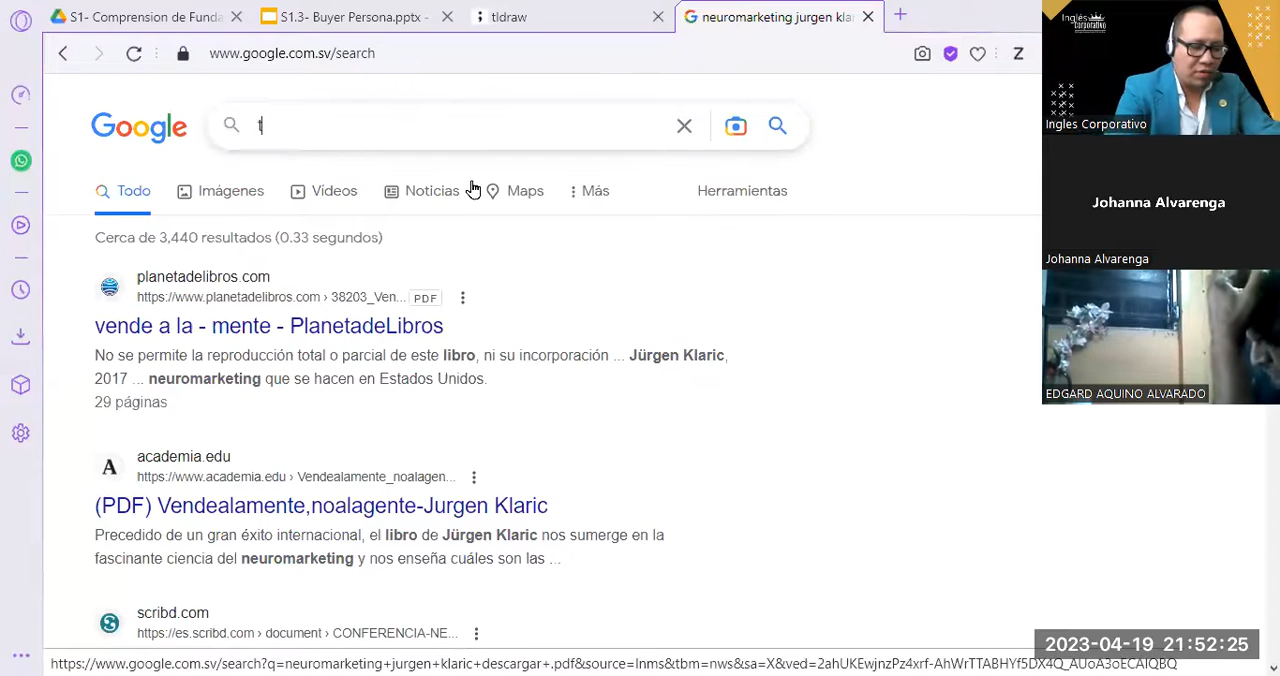 S1- Comprension de Funda
S1.3- Buyer Persona.pptx -
tldraw
neuromarketing jurgen kla
www.google.com.sv/search
Z
Google
t
Todo
Imágenes
Videos
Noticias
Maps
Más
Herramientas
Cerca de 3,440 resultados (0.33 segundos)
planetadelibros.com
https://www.planetadelibros.com › 38203_Ven...
PDF
vende a la - mente - PlanetadeLibros
No se permite la reproducción total o parcial de este libro, ni su incorporación ... Jürgen Klaric,
2017 ... neuromarketing que se hacen en Estados Unidos.
29 páginas
A
academia.edu
https://www.academia.edu › Vendealamente_noalagen...
(PDF) Vendealamente,noalagente-Jurgen Klaric
Precedido de un gran éxito internacional, el libro de Jürgen Klaric nos sumerge en la
fascinante ciencia del neuromarketing y nos enseña cuáles son las ...
scribd.com
https://es.scribd.com › document › CONFERENCIA-NE...
https://www.google.com.sv/search?q=neuromarketing+jurgen+klaric+descargar+.pdf&source=lnms&tbm=nws&sa=X&ved=2ahUKEwjnzPz4xrf-AhWrTTABHYf5DX4Q_AUoA3oECAIQBQ
Inglés
Corporativo
Ingles Corporativo
Johanna Alvarenga
Johanna Alvarenga
EDGARD AQUINO ALVARADO
2023-04-19 21:52:25